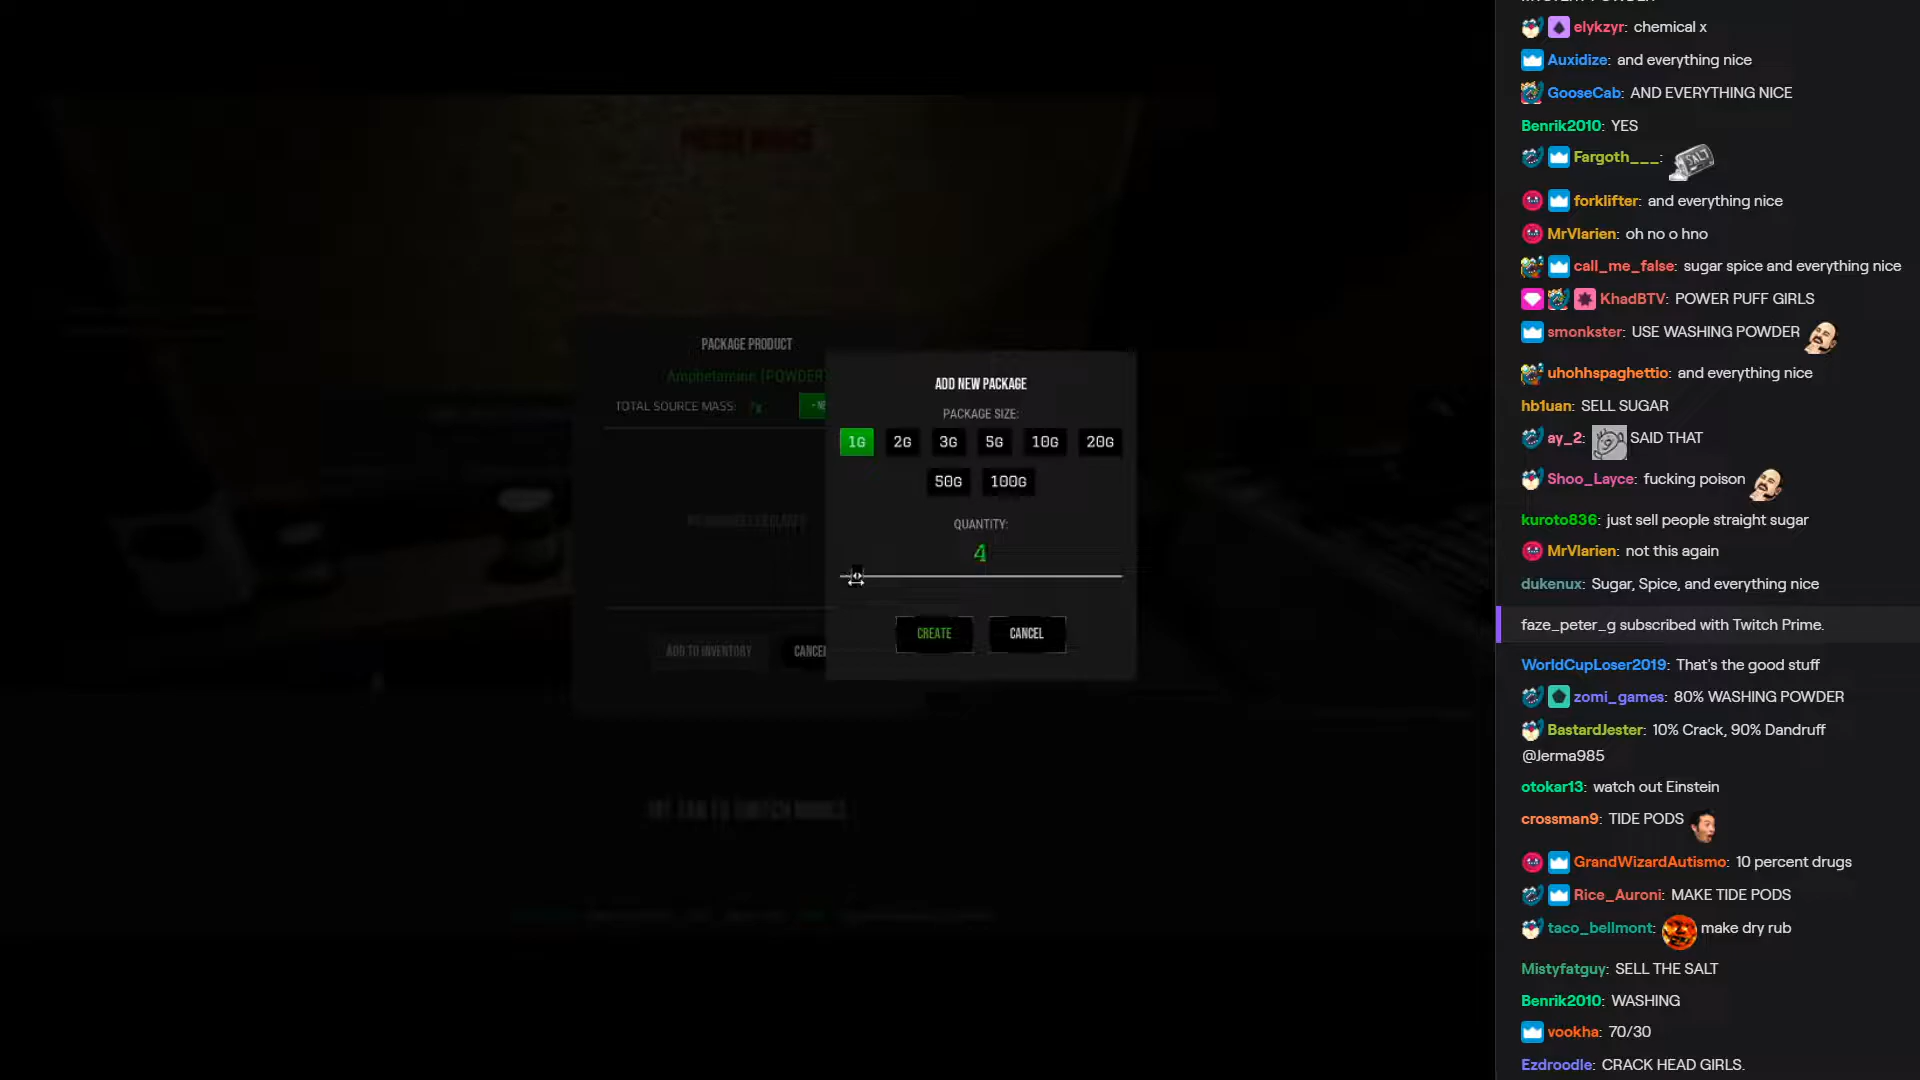 PACKAGE PRODUCT
Amphetamine [POWDER]
TOTAL SOURCE MASS: 7g
ADD TO INVENTORY
CANCEL
ADD NEW PACKAGE
PACKAGE SIZE:
1G 2G 3G 5G 10G 20G
50G 100G
QUANTITY:
4
CREATE CANCEL
elykzyr: chemical x
Auxidize: and everything nice
GooseCab: AND EVERYTHING NICE
Benrik2010: YES
Fargoth___: SALT
forklifter: and everything nice
MrVlarien: oh no o hno
call_me_false: sugar spice and everything nice
KhadBTV: POWER PUFF GIRLS
smonkster: USE WASHING POWDER
uhohhspaghettio: and everything nice
hb1uan: SELL SUGAR
ay_2: SAID THAT
Shoo_Layce: fucking poison
kuroto836: just sell people straight sugar
MrVlarien: not this again
dukenux: Sugar, Spice, and everything nice
faze_peter_g subscribed with Twitch Prime.
WorldCupLoser2019: That's the good stuff
zomi_games: 80% WASHING POWDER
BastardJester: 10% Crack, 90% Dandruff
@Jerma985
otokar13: watch out Einstein
crossman9: TIDE PODS
GrandWizardAutismo: 10 percent drugs
Rice_Auroni: MAKE TIDE PODS
taco_bellmont: make dry rub
Mistyfatguy: SELL THE SALT
Benrik2010: WASHING
vookha: 70/30
Ezdroodle: CRACK HEAD GIRLS.